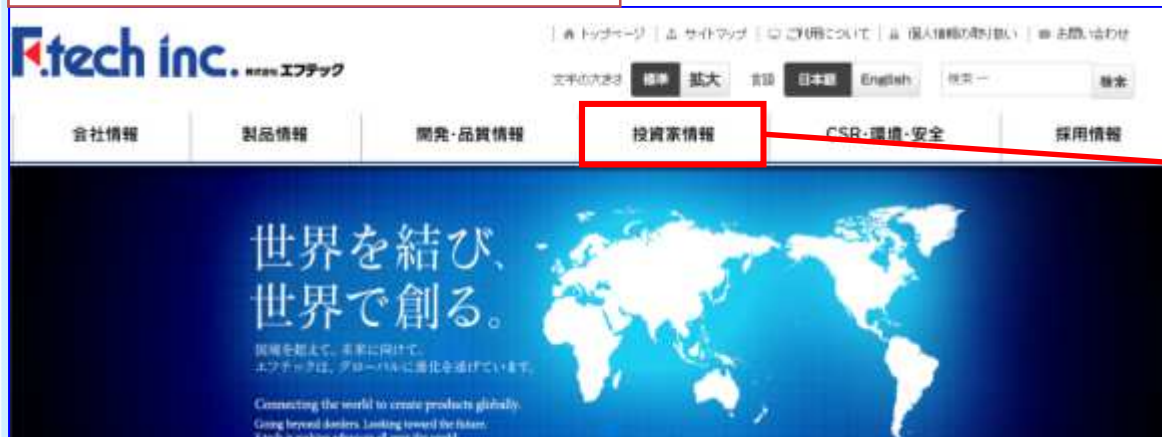 F.tech inc. 株式会社 エフテック
トップページ サイトマップ ご利用について 個人情報の取り扱い お問い合わせ
文字の大きさ 標準 拡大 言語 日本語 English 検索 検索
会社情報 製品情報 開発・品質情報 投資家情報 CSR・環境・安全 採用情報
世界を結び、
世界で創る。
国境を超えて、未来に向けて。
エフテックは、グローバルに進化を遂げています。
Connecting the world to create products globally.
Going beyond borders. Looking toward the future.